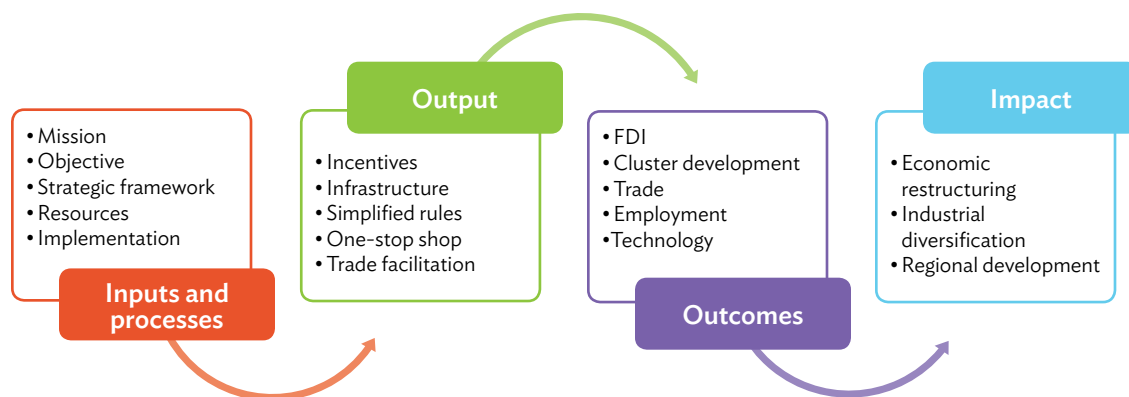 • Mission
• Objective
• Strategic framework
• Resources
• Implementation
Inputs and
processes
Output
• Incentives
• Infrastructure
• Simplified rules
• One-stop shop
• Trade facilitation
• FDI
• Cluster development
• Trade
• Employment
• Technology
Outcomes
Impact
• Economic
restructuring
• Industrial
diversification
• Regional development